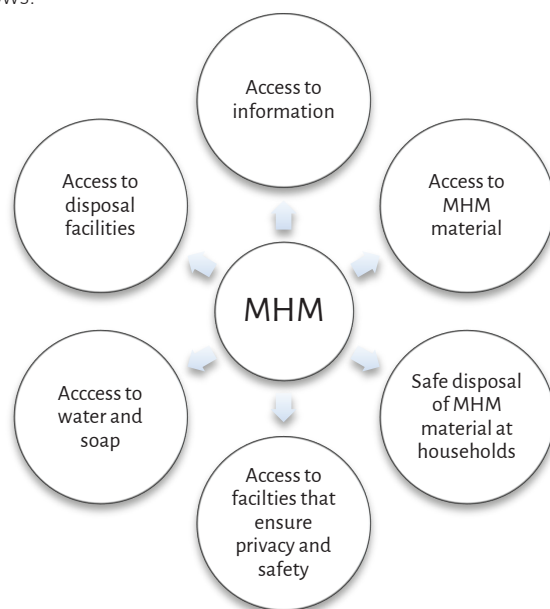 Access to
information
Access to
MHM
material
Safe disposal
of MHM
material at
households
Access to
facilties that
ensure
privacy and
safety
Acccess to
water and
soap
Access to
disposal
facilities
MHM